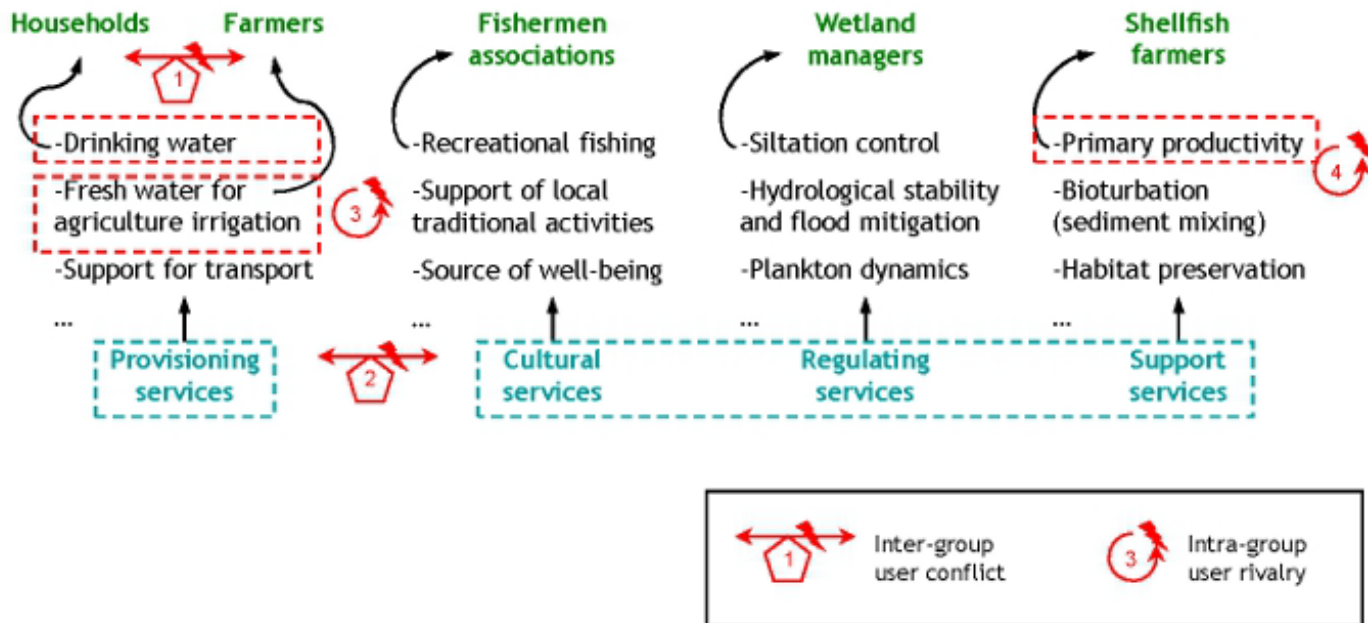 Households
Farmers
Fishermen
associations
Wetland
managers
Shellfish
farmers
1
-Drinking water
-Fresh water for
agriculture irrigation
-Support for transport
...
3
-Recreational fishing
-Support of local
traditional activities
-Source of well-being
...
-Siltation control
-Hydrological stability
and flood mitigation
-Plankton dynamics
...
-Primary productivity
-Bioturbation
(sediment mixing)
-Habitat preservation
...
4
Provisioning
services
2
Cultural
services
Regulating
services
Support
services
1
Inter-group
user conflict
3
Intra-group
user rivalry